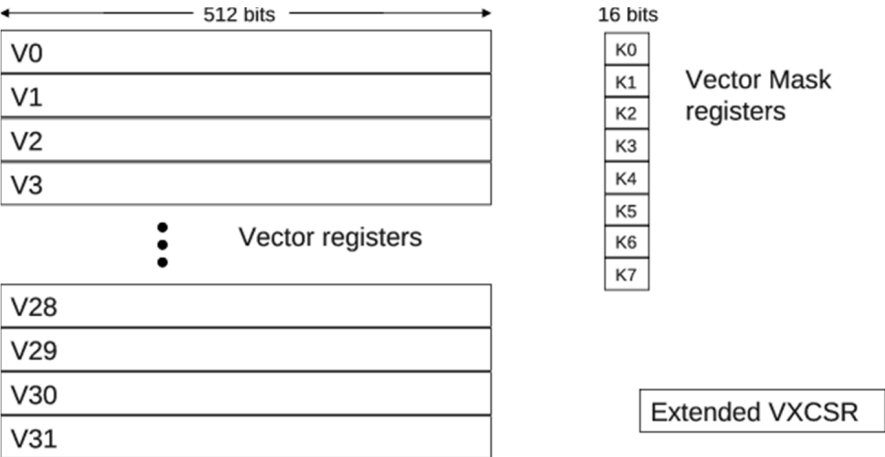 512 bits
V0
V1
V2
V3
Vector registers
V28
V29
V30
V31
16 bits
K0
K1
K2
K3
K4
K5
K6
K7
Vector Mask
registers
Extended VXCSR